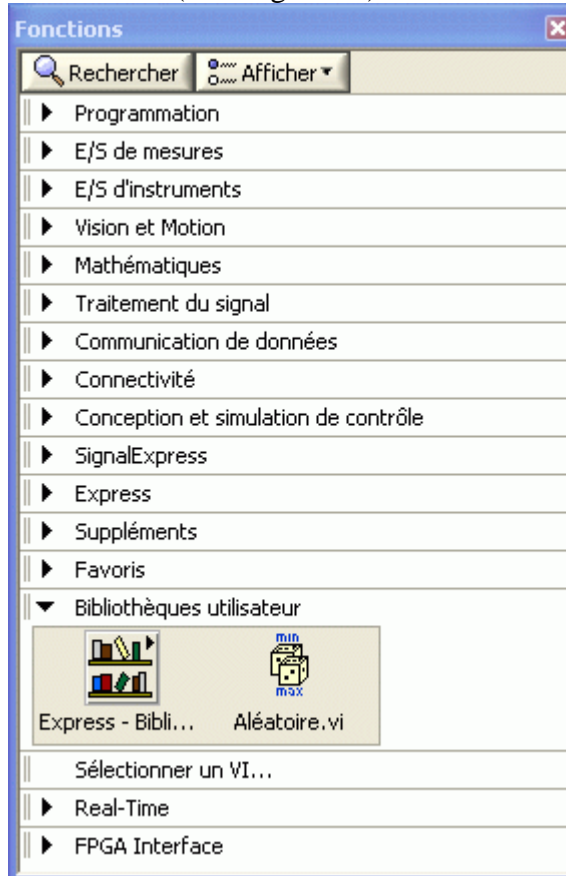 Fonctions
Rechercher Afficher
Programmation
E/S de mesures
E/S d'instruments
Vision et Motion
Mathématiques
Traitement du signal
Communication de données
Connectivité
Conception et simulation de contrôle
SignalExpress
Express
Suppléments
Favoris
Bibliothèques utilisateur
min
max
Express - Bibli... Aléatoire.vi
Sélectionner un VI...
Real-Time
FPGA Interface